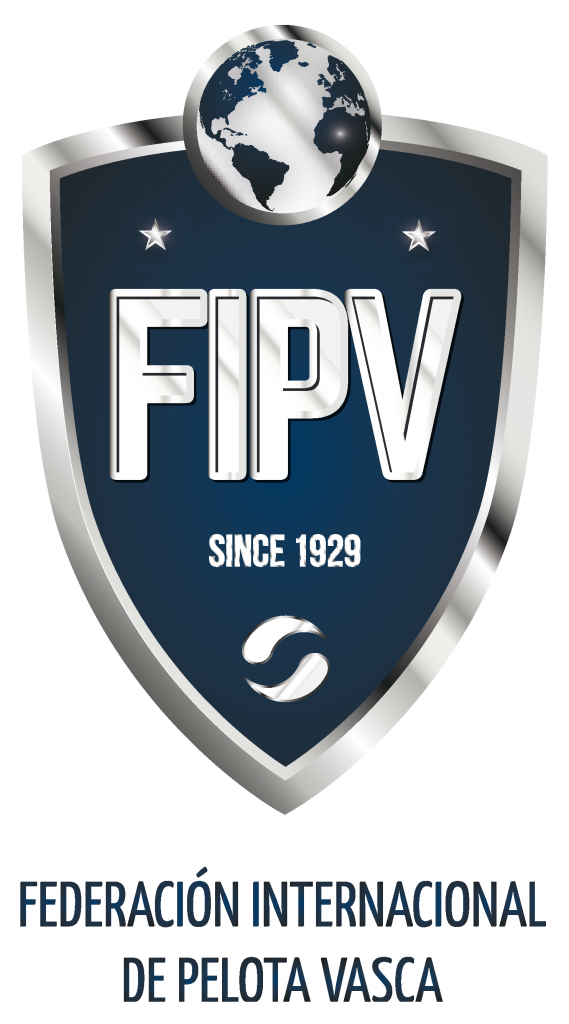 FIPV
SINCE 1929
FEDERACIÓN INTERNACIONAL
DE PELOTA VASCA